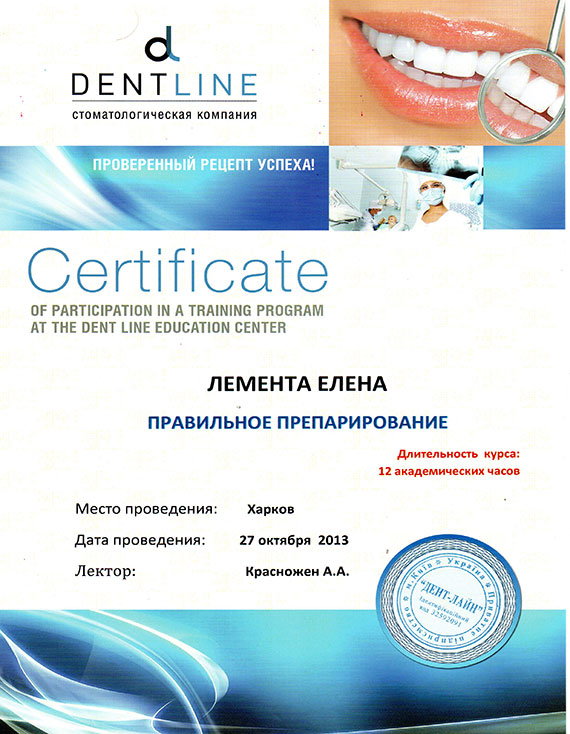 DENTLINE
стоматологическая компания
ПРОВЕРЕННЫЙ РЕЦЕПТ УСПЕХА!
Certificate
OF PARTICIPATION IN A TRAINING PROGRAM
AT THE DENT LINE EDUCATION CENTER
ЛЕМЕНТА ЕЛЕНА
ПРАВИЛЬНОЕ ПРЕПАРИРОВАНИЕ
Длительность курса:
12 академических часов
Место проведения: Харков
Дата проведения: 27 октября 2013
Лектор: Красножен А.А.
м.Київ Україна Приватне підприємство
"ДЕНТ-ЛАЙН"
Ідентифікаційний
код 32592091